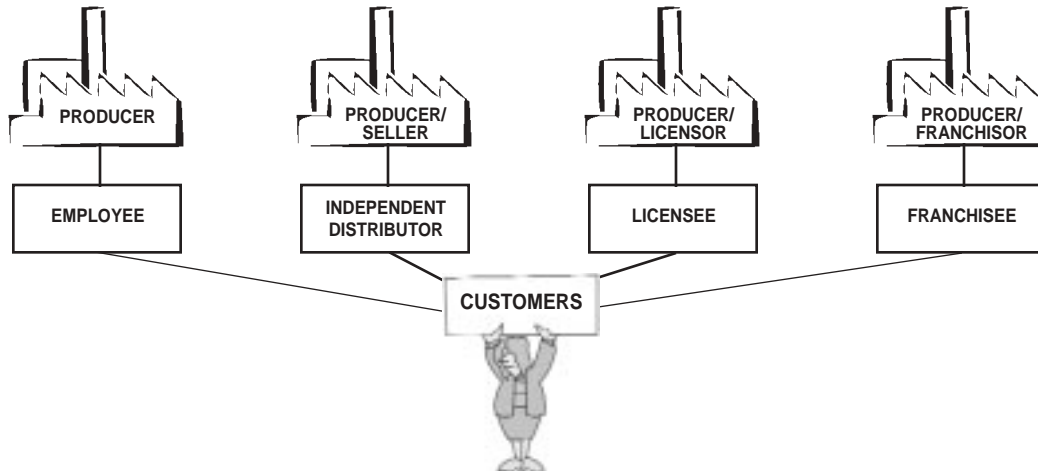 PRODUCER
PRODUCER/
SELLER
PRODUCER/
LICENSOR
PRODUCER/
FRANCHISOR
EMPLOYEE
INDEPENDENT
DISTRIBUTOR
LICENSEE
FRANCHISEE
CUSTOMERS